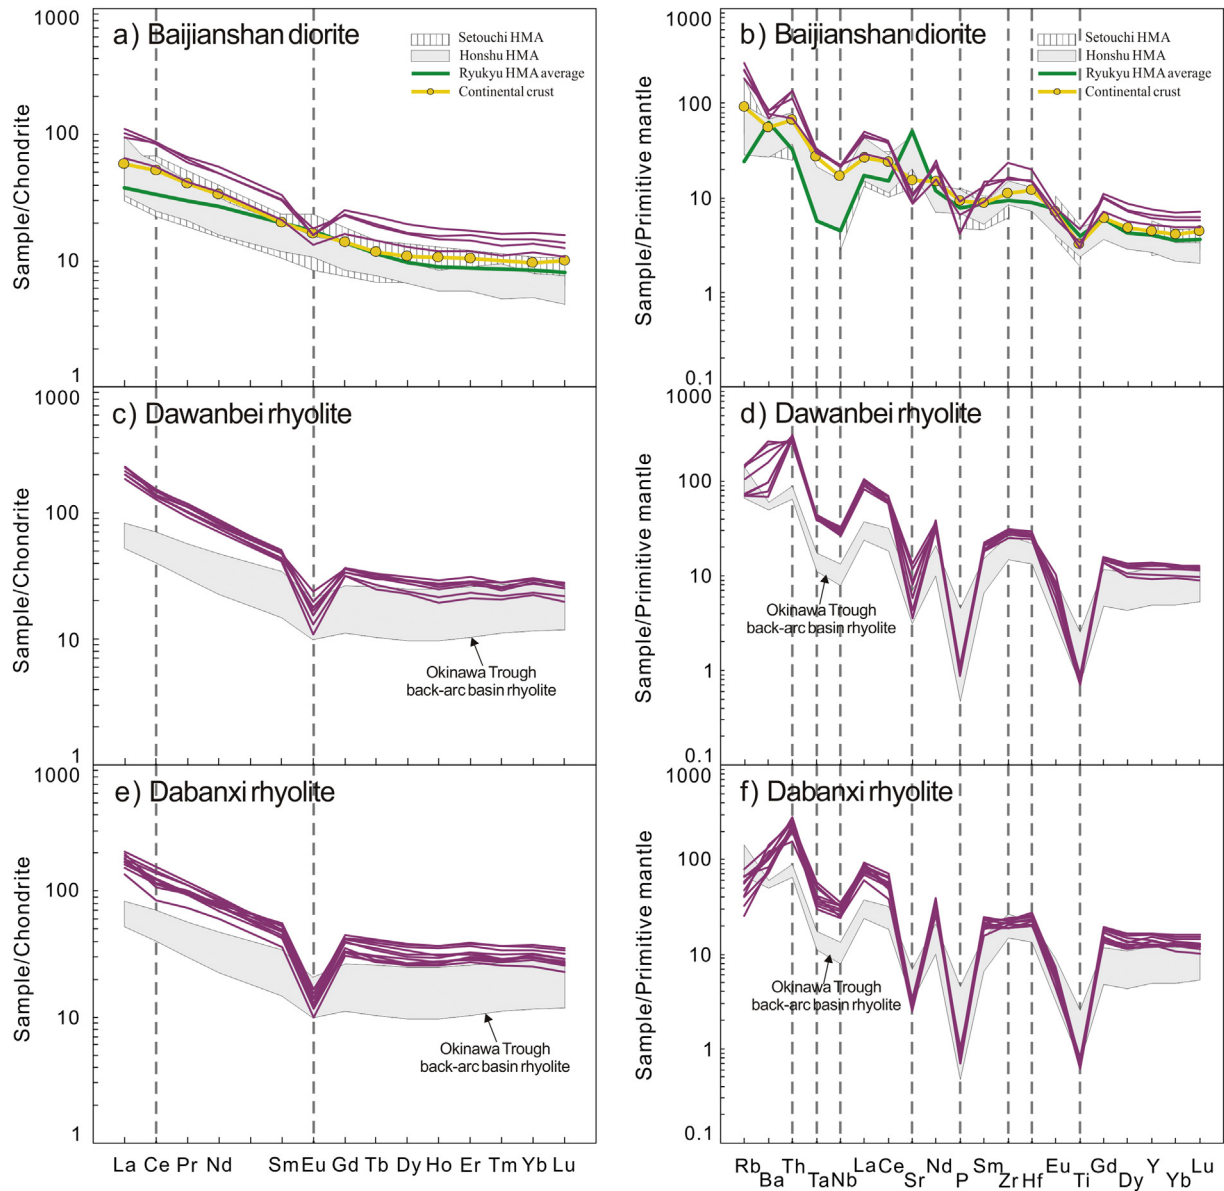 a) Baijianshan diorite
Setouchi HMA
Honshu HMA
Ryukyu HMA average
Continental crust
Sample/Chondrite
1000
100
10
1
b) Baijianshan diorite
Setouchi HMA
Honshu HMA
Ryukyu HMA average
Continental crust
Sample/Primitive mantle
1000
100
10
1
0.1
c) Dawanbei rhyolite
Sample/Chondrite
1000
100
10
1
Okinawa Trough
back-arc basin rhyolite
d) Dawanbei rhyolite
Sample/Primitive mantle
1000
100
10
1
0.1
Okinawa Trough
back-arc basin rhyolite
e) Dabanxi rhyolite
Sample/Chondrite
1000
100
10
1
Okinawa Trough
back-arc basin rhyolite
La Ce Pr Nd Sm Eu Gd Tb Dy Ho Er Tm Yb Lu
f) Dabanxi rhyolite
Sample/Primitive mantle
1000
100
10
1
0.1
Okinawa Trough
back-arc basin rhyolite
Rb Ba Th Ta Nb La Ce Sr Nd P Sm Zr Hf Eu Ti Gd Dy Y Yb Lu